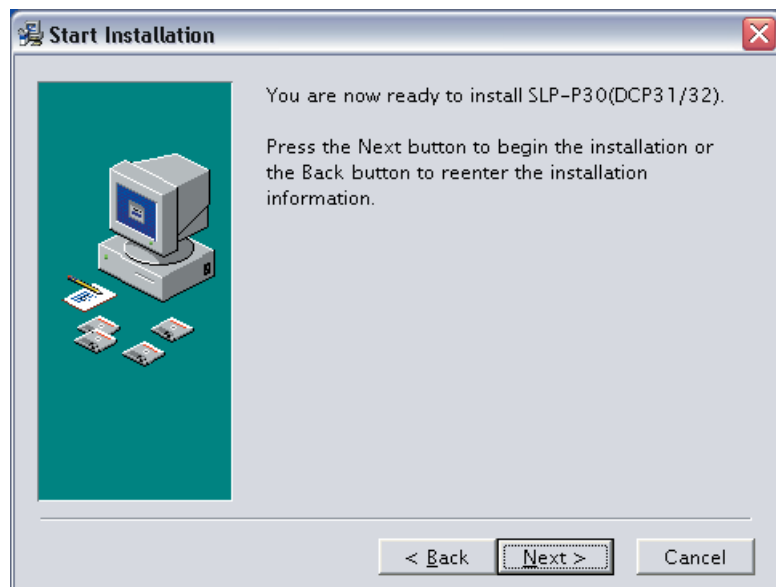 Start Installation
You are now ready to install SLP-P30(DCP31/32).
Press the Next button to begin the installation or
the Back button to reenter the installation
information.
< Back
Next >
Cancel